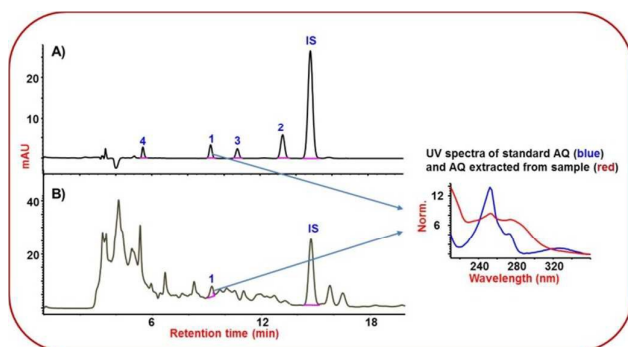 A)
IS
20
10
0
4
1
3
2
mAU
B)
IS
40
20
0
1
6
12
18
Retention time (min)
UV spectra of standard AQ (blue)
and AQ extracted from sample (red)
12
6
Norm.
240
280
320
Wavelength (nm)